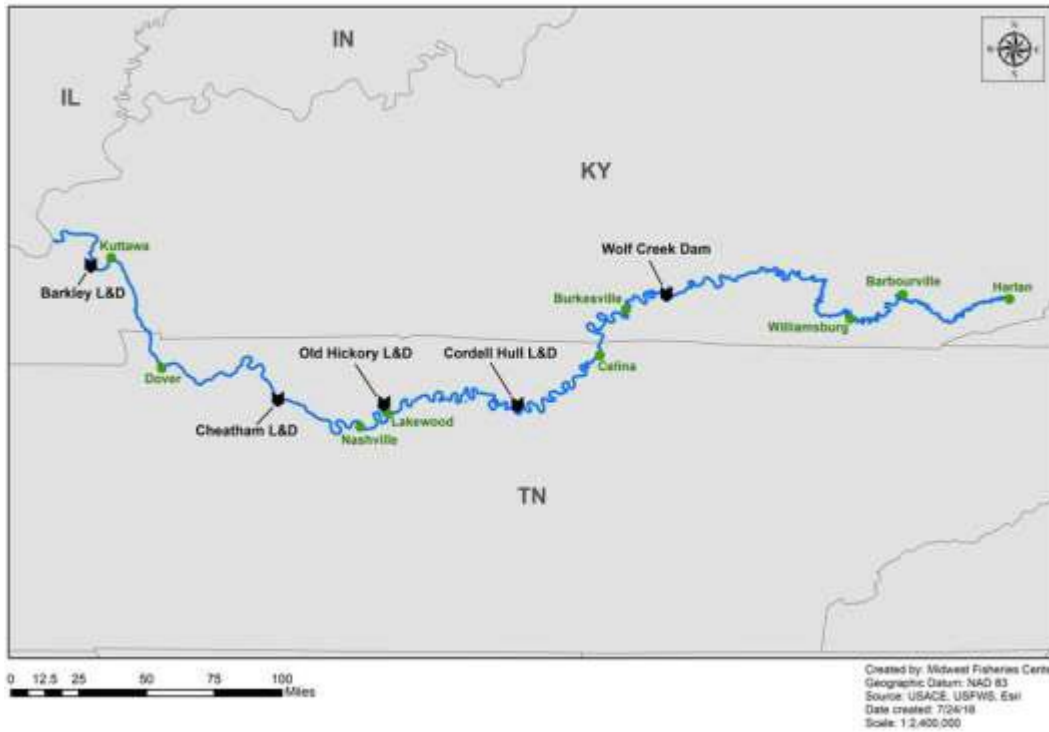 IN
IL
KY
Kuttawa
Wolf Creek Dam
Barbourville
Harlan
Barkley L&D
Burkesville
Williamsburg
Old Hickory L&D
Cordell Hull L&D
Celina
Dover
Lakewood
Cheatham L&D
Nashville
TN
0 12.5 25 50 75 100
Miles
Created by: Midwest Fisheries Cente
Geographic Datum: NAD 83
Source: USACE, USFWS, Esri
Date created: 7/24/18
Scale: 1:2,400,000